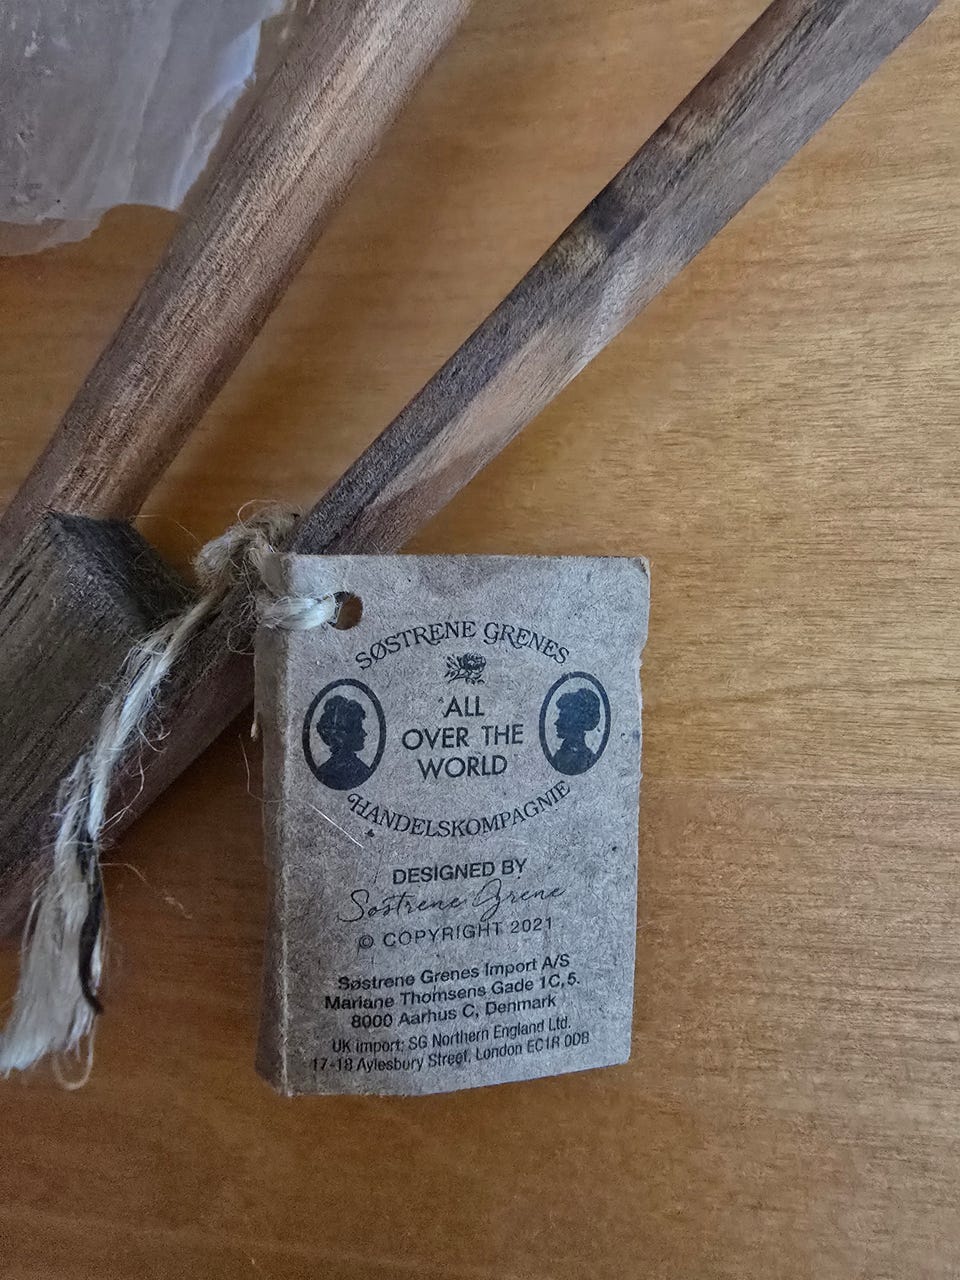 SØSTRENE GRENES
ALL
OVER THE
WORLD
HANDELSKOMPAGNIE
DESIGNED BY
Søstrene Grene
© COPYRIGHT 2021
Søstrene Grenes Import A/S
Mariane Thomsens Gade 1C, 5.
8000 Aarhus C, Denmark
UK import: SG Northern England Ltd.
17-18 Aylesbury Street, London EC1R 0DB